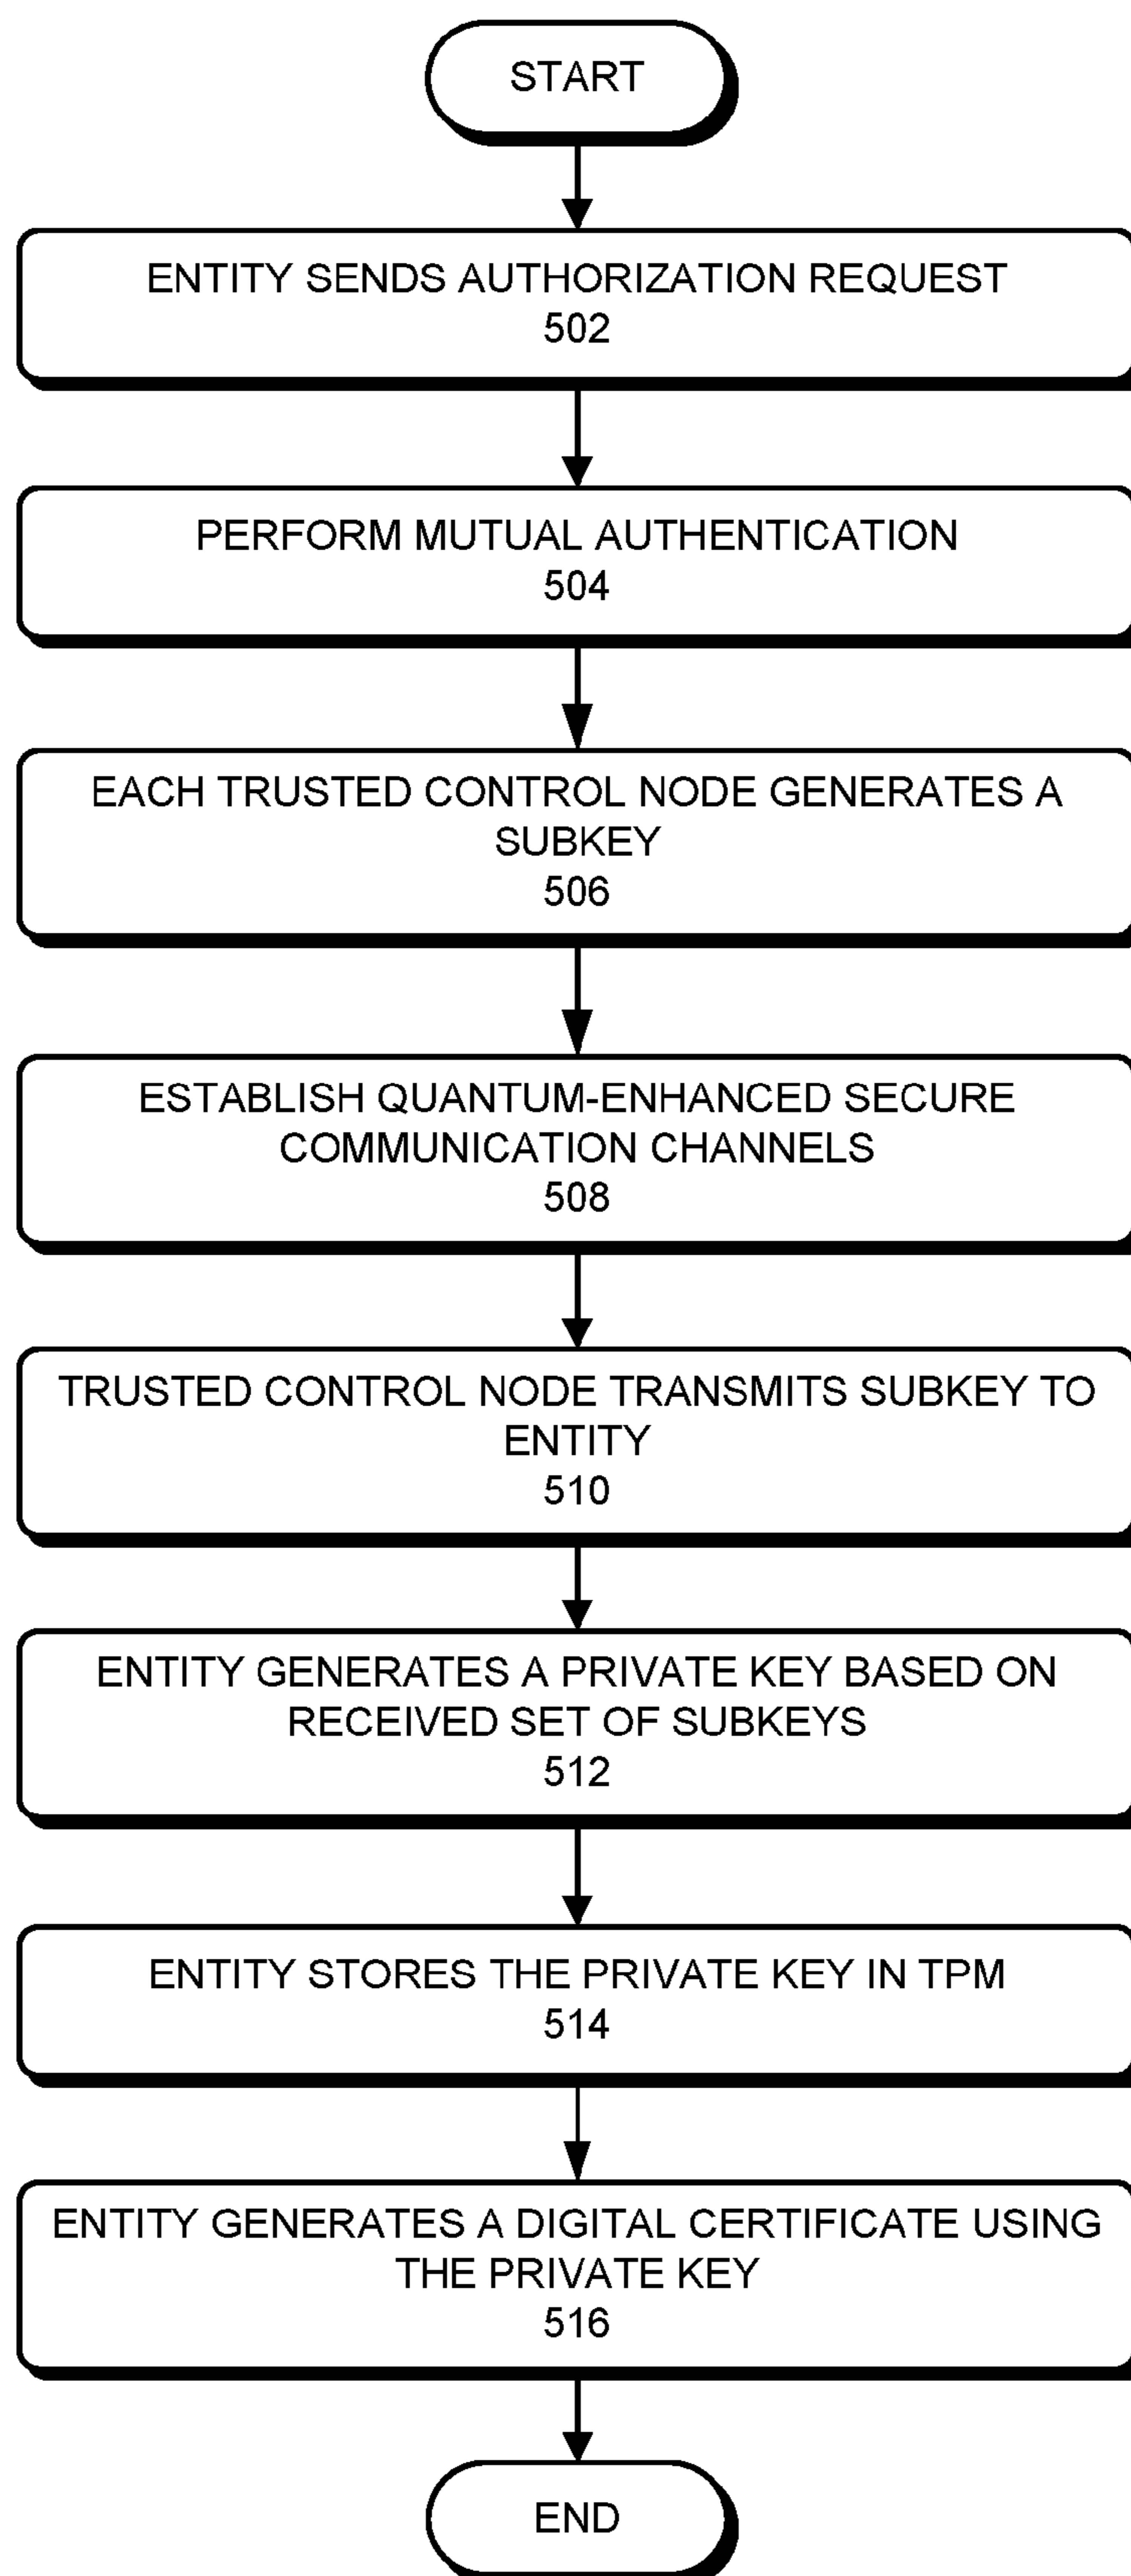 START
ENTITY SENDS AUTHORIZATION REQUEST
502
PERFORM MUTUAL AUTHENTICATION
504
EACH TRUSTED CONTROL NODE GENERATES A
SUBKEY
506
ESTABLISH QUANTUM-ENHANCED SECURE
COMMUNICATION CHANNELS
508
TRUSTED CONTROL NODE TRANSMITS SUBKEY TO
ENTITY
510
ENTITY GENERATES A PRIVATE KEY BASED ON
RECEIVED SET OF SUBKEYS
512
ENTITY STORES THE PRIVATE KEY IN TPM
514
ENTITY GENERATES A DIGITAL CERTIFICATE USING
THE PRIVATE KEY
516
END